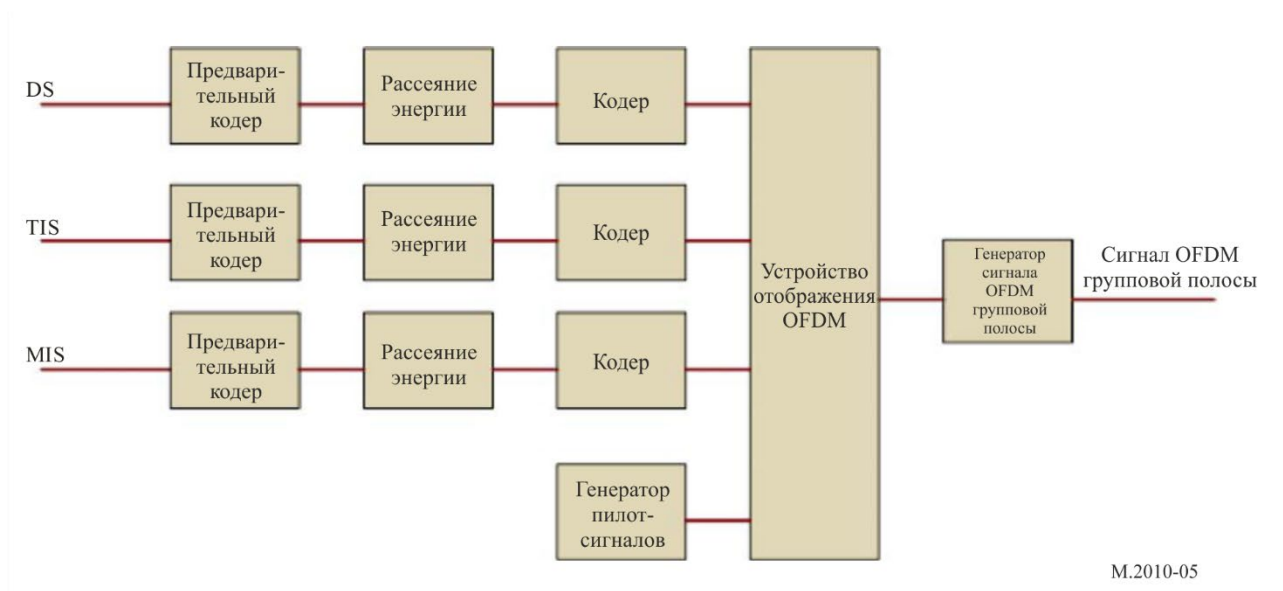 DS
Предвари-
тельный
кодер
Рассеяние
энергии
Кодер
TIS
Предвари-
тельный
кодер
Рассеяние
энергии
Кодер
MIS
Предвари-
тельный
кодер
Рассеяние
энергии
Кодер
Генератор
пилот-
сигналов
Устройство
отображения
OFDM
Генератор
сигнала
OFDM
групповой
полосы
Сигнал OFDM
групповой полосы
M.2010-05